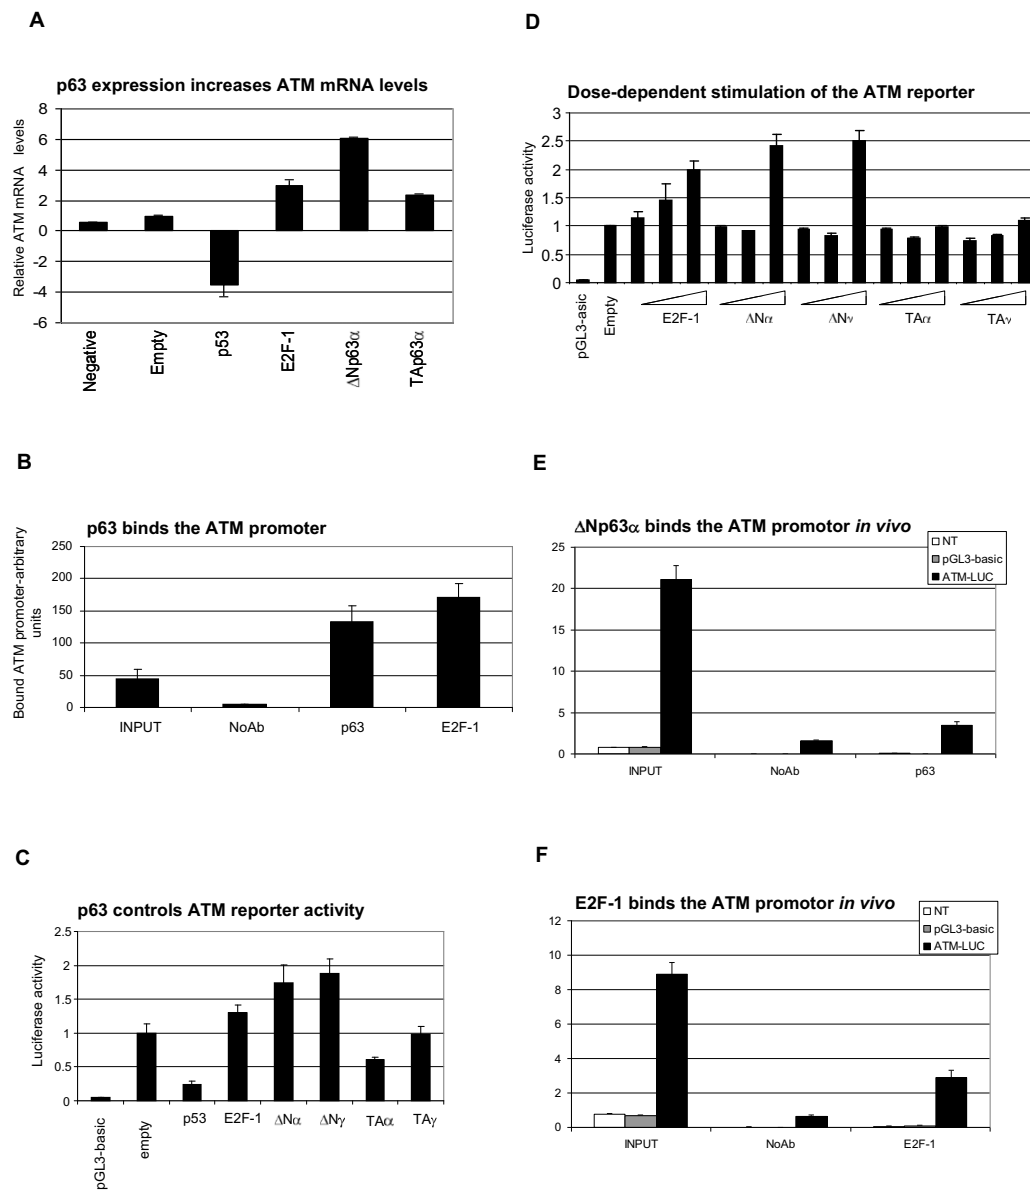 A
p63 expression increases ATM mRNA levels
Relative ATM mRNA levels
8
6
4
2
0
-2
-4
-6
Negative
Empty
p53
E2F-1
ΔNp63α
TAp63α
B
p63 binds the ATM promoter
Bound ATM promoter-arbitrary
units
250
200
150
100
50
0
INPUT
NoAb
p63
E2F-1
C
p63 controls ATM reporter activity
Luciferase activity
2.5
2
1.5
1
0.5
0
pGL3-basic
empty
p53
E2F-1
ΔNα
ΔNγ
TAα
TAγ
D
Dose-dependent stimulation of the ATM reporter
Luciferase activity
3
2.5
2
1.5
1
0.5
0
pGL3-asic
Empty
E2F-1
ΔNα
ΔNγ
TAα
TAγ
E
ΔNp63α binds the ATM promotor in vivo
NT
pGL3-basic
ATM-LUC
25
20
15
10
5
0
INPUT
NoAb
p63
F
E2F-1 binds the ATM promotor in vivo
NT
pGL3-basic
ATM-LUC
12
10
8
6
4
2
0
INPUT
NoAb
E2F-1